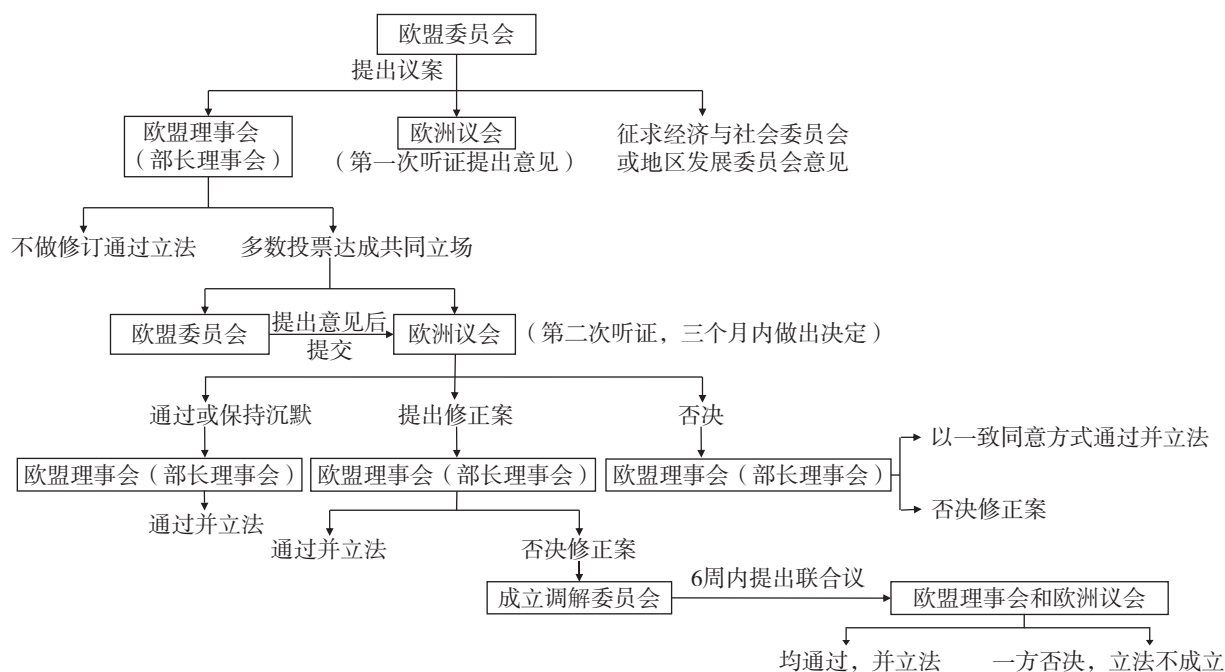 欧盟委员会
提出议案
欧盟理事会
（部长理事会）
欧洲议会
（第一次听证提出意见）
征求经济与社会委员会
或地区发展委员会意见
不做修订通过立法
多数投票达成共同立场
欧盟委员会
提出意见后
提交
欧洲议会
（第二次听证，三个月内做出决定）
通过或保持沉默
提出修正案
否决
欧盟理事会（部长理事会）
欧盟理事会（部长理事会）
欧盟理事会（部长理事会）
以一致同意方式通过并立法
否决修正案
通过并立法
通过并立法
否决修正案
成立调解委员会
6周内提出联合议
欧盟理事会和欧洲议会
均通过，并立法
一方否决，立法不成立